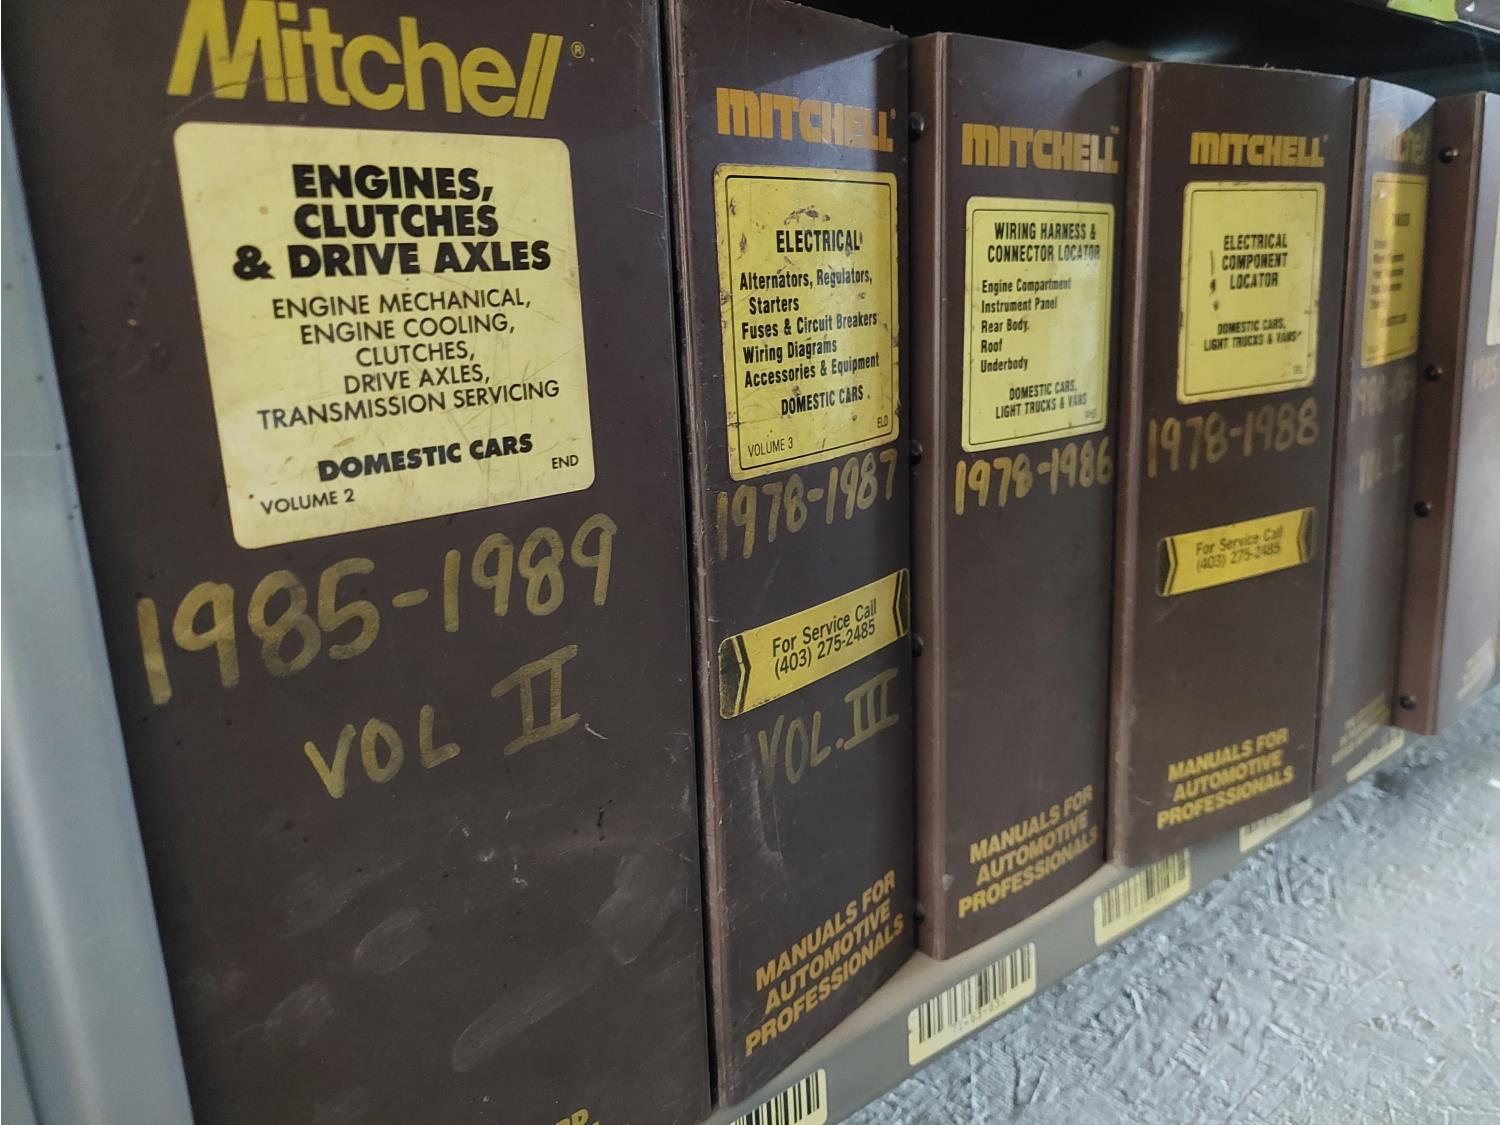 Mitchell®
ENGINES,
CLUTCHES
& DRIVE AXLES
ENGINE MECHANICAL,
ENGINE COOLING,
CLUTCHES,
DRIVE AXLES,
TRANSMISSION SERVICING
DOMESTIC CARS
END
VOLUME 2
1985-1989
VOL II
MITCHELL
ELECTRICAL
Alternators, Regulators,
Starters
Fuses & Circuit Breakers
Wiring Diagrams
Accessories & Equipment
DOMESTIC CARS
VOLUME 3
ELD
1978-1987
For Service Call
(403) 275-2485
VOL. III
MANUALS FOR
AUTOMOTIVE
PROFESSIONALS
MITCHELL
WIRING HARNESS &
CONNECTOR LOCATOR
Engine Compartment
Instrument Panel
Rear Body
Roof
Underbody
DOMESTIC CARS,
LIGHT TRUCKS & VANS
1978-1986
MANUALS FOR
AUTOMOTIVE
PROFESSIONALS
MITCHELL
ELECTRICAL
COMPONENT
LOCATOR
DOMESTIC CARS,
LIGHT TRUCKS & VANS
1978-1988
For Service Call
(403) 275-2485
MANUALS FOR
AUTOMOTIVE
PROFESSIONALS
VOL. I